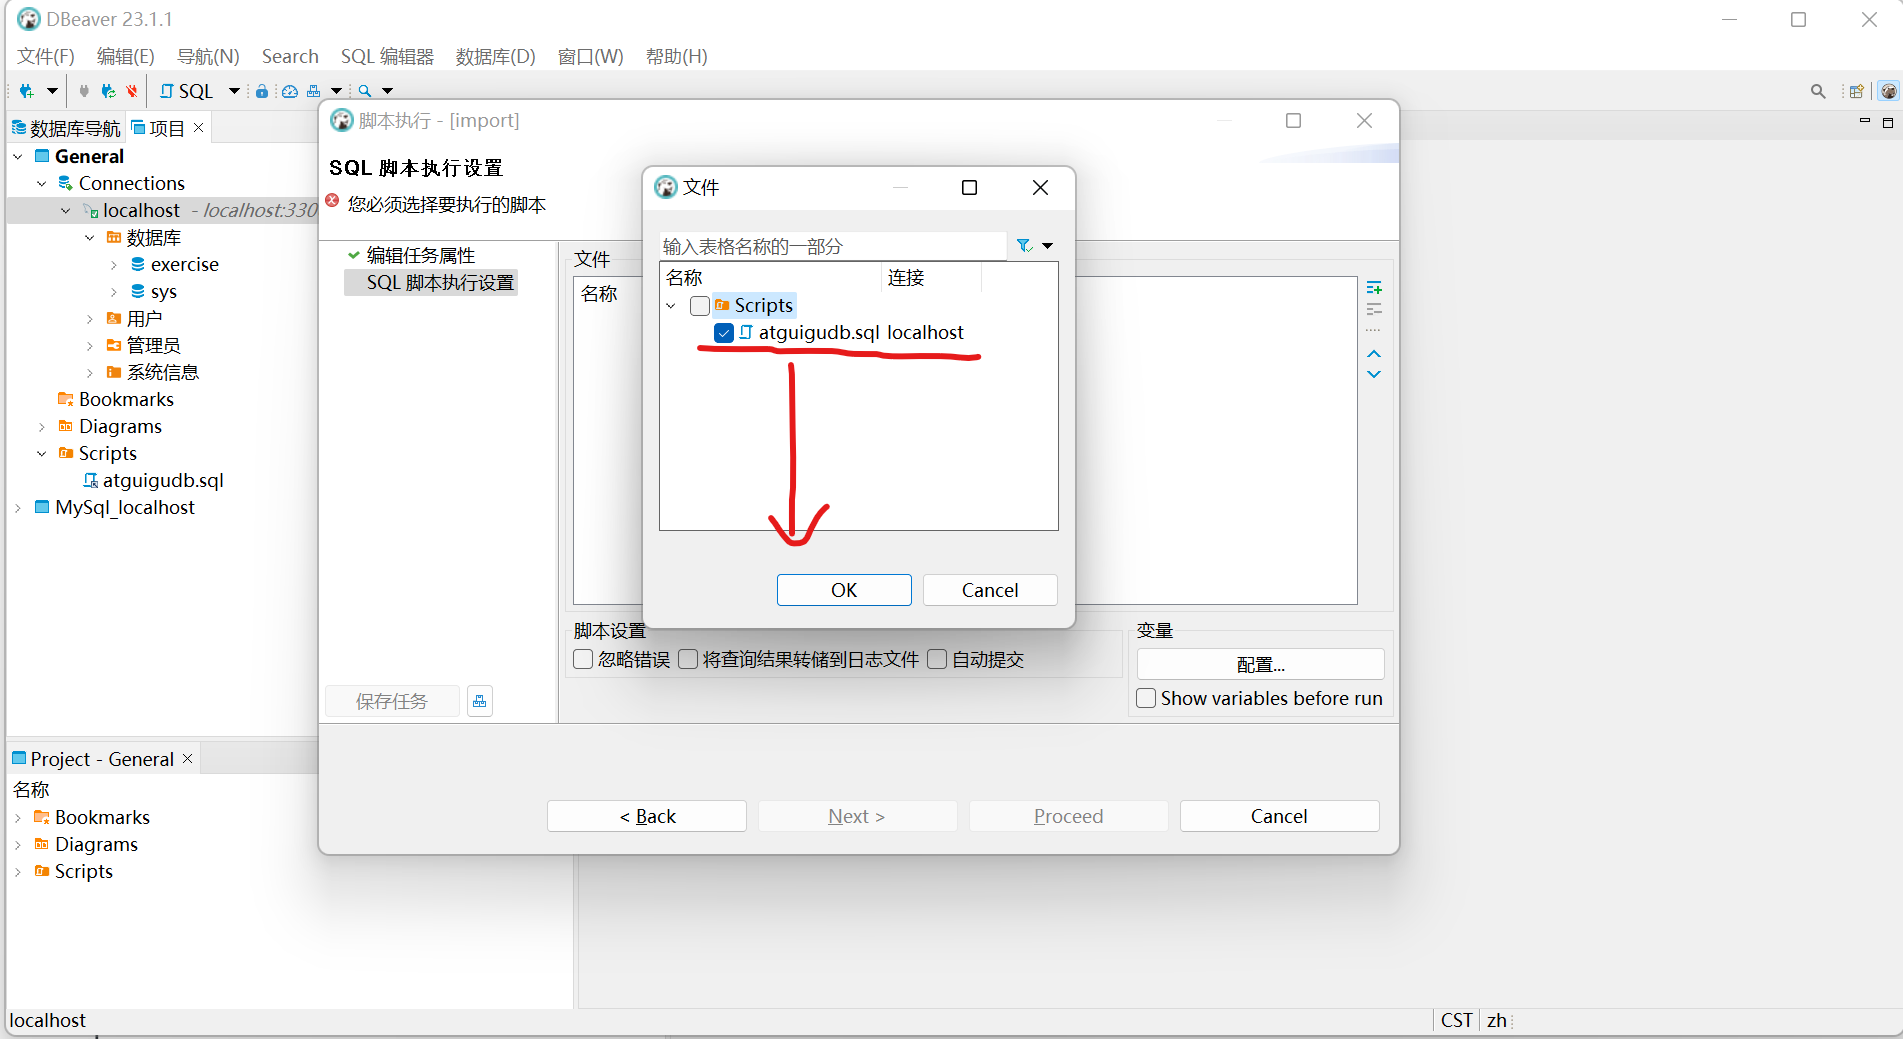 DBeaver 23.1.1
文件(F) 编辑(E) 导航(N) Search SQL 编辑器 数据库(D) 窗口(W) 帮助(H)
SQL
数据库导航 项目
General
Connections
localhost - localhost:330
数据库
exercise
sys
用户
管理员
系统信息
Bookmarks
Diagrams
Scripts
atguigudb.sql
MySql_localhost
Project - General
名称
Bookmarks
Diagrams
Scripts
脚本执行 - [import]
SQL 脚本执行设置
您必须选择要执行的脚本
编辑任务属性
SQL 脚本执行设置
文件
名称
文件
输入表格名称的一部分
名称 连接
Scripts
atguigudb.sql localhost
OK Cancel
脚本设置
忽略错误 将查询结果转储到日志文件 自动提交
变量
配置...
Show variables before run
保存任务
< Back Next > Proceed Cancel
localhost CST zh